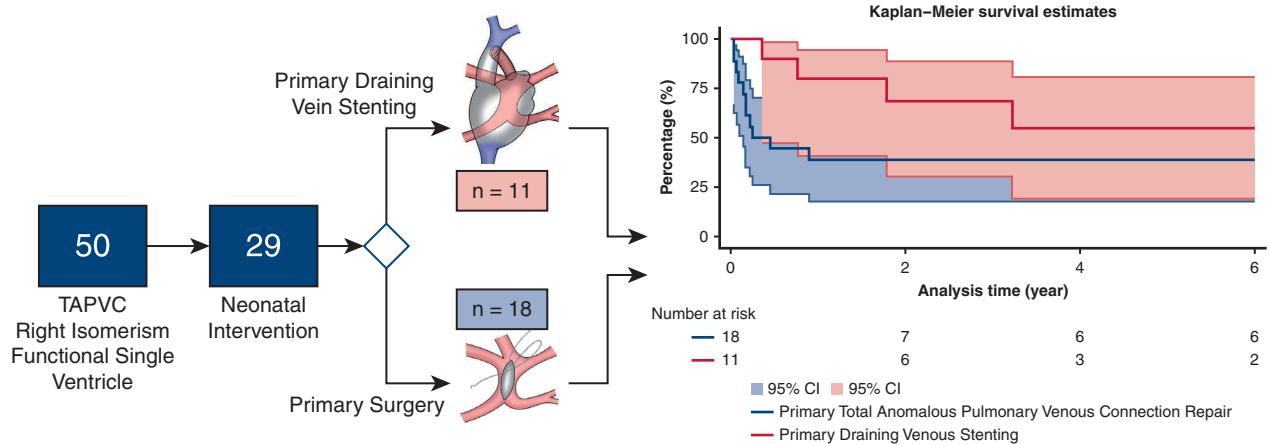 50
TAPVC
Right Isomerism
Functional Single
Ventricle
29
Neonatal
Intervention
Primary Draining
Vein Stenting
n = 11
n = 18
Primary Surgery
Kaplan–Meier survival estimates
Percentage (%)
100
75
50
25
0
0 2 4 6
Analysis time (year)
Number at risk
18 7 6 6
11 6 3 2
95% CI 95% CI
Primary Total Anomalous Pulmonary Venous Connection Repair
Primary Draining Venous Stenting